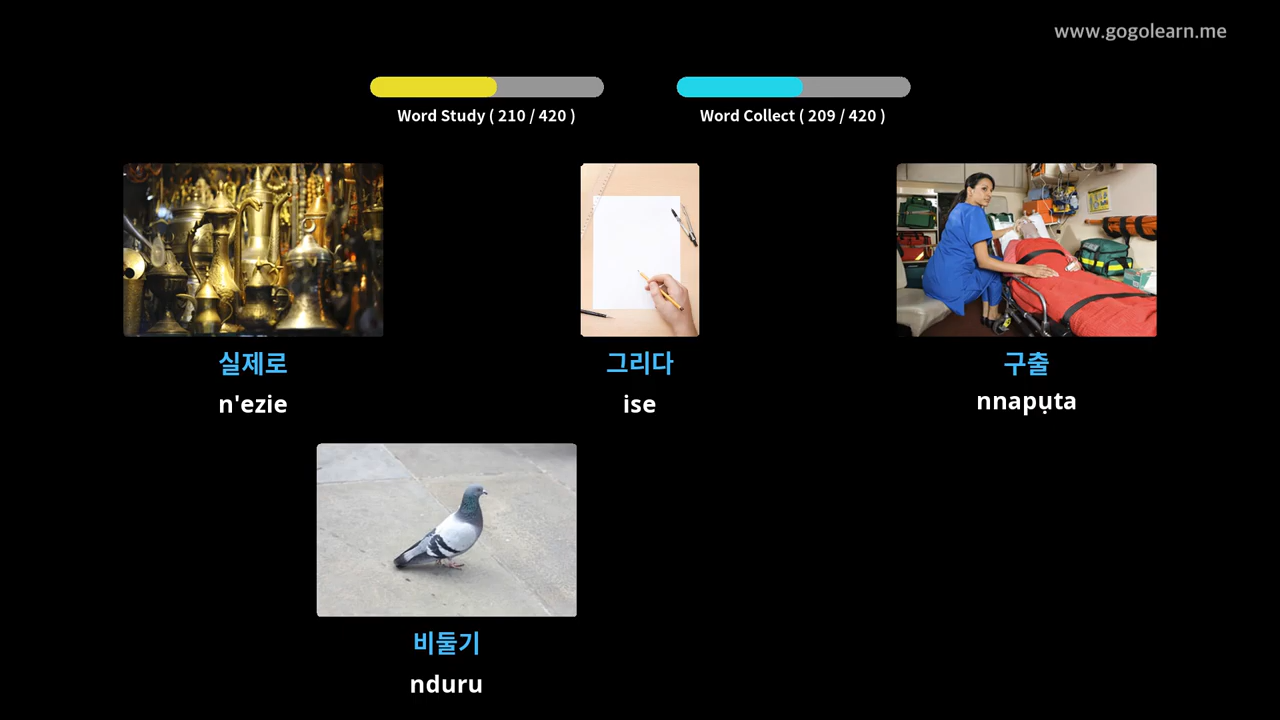 www.gogolearn.me
Word Study ( 210 / 420 )
Word Collect ( 209 / 420 )
실제로
n'ezie
그리다
ise
구출
nnapụta
비둘기
nduru